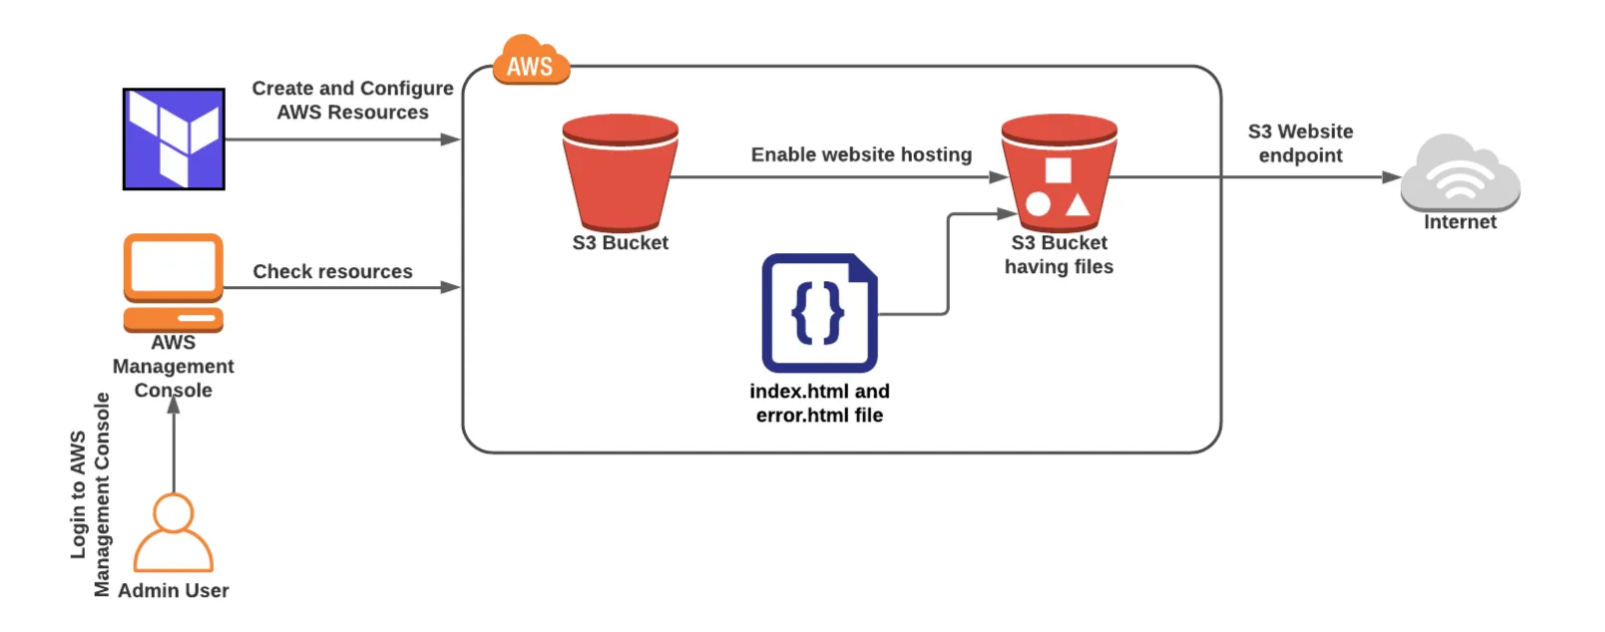 AWS
Create and Configure
AWS Resources
Enable website hosting
S3 Website
endpoint
Internet
S3 Bucket
S3 Bucket
having files
Check resources
AWS
Management
Console
{}
index.html and
error.html file
Login to AWS
Management Console
Admin User